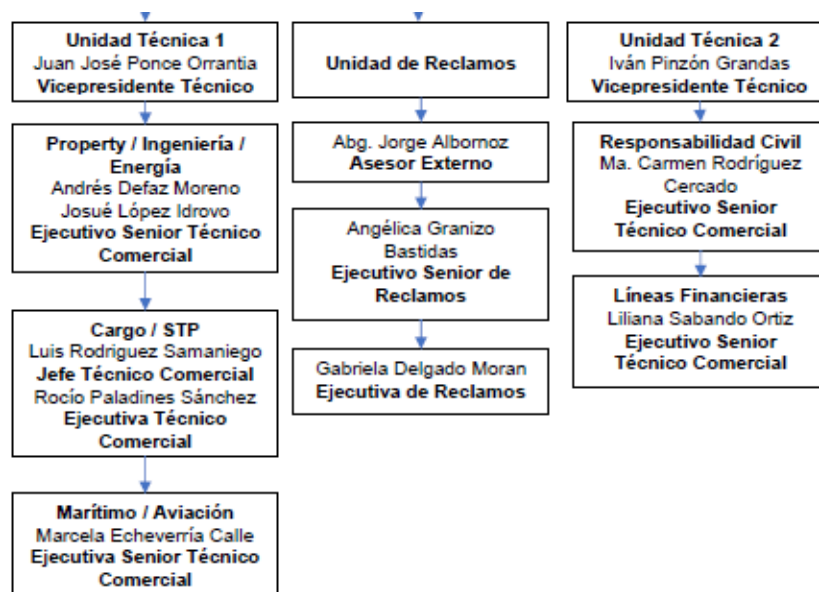 Unidad Técnica 1
Juan José Ponce Orrantia
Vicepresidente Técnico
Property / Ingeniería /
Energía
Andrés Defaz Moreno
Josué López Idrovo
Ejecutivo Senior Técnico
Comercial
Cargo / STP
Luis Rodriguez Samaniego
Jefe Técnico Comercial
Rocío Paladines Sánchez
Ejecutiva Técnico
Comercial
Marítimo / Aviación
Marcela Echeverría Calle
Ejecutiva Senior Técnico
Comercial
Unidad de Reclamos
Abg. Jorge Albornoz
Asesor Externo
Angélica Granizo
Bastidas
Ejecutivo Senior de
Reclamos
Gabriela Delgado Moran
Ejecutiva de Reclamos
Unidad Técnica 2
Iván Pinzón Grandas
Vicepresidente Técnico
Responsabilidad Civil
Ma. Carmen Rodríguez
Cercado
Ejecutivo Senior
Técnico Comercial
Líneas Financieras
Liliana Sabando Ortiz
Ejecutivo Senior
Técnico Comercial